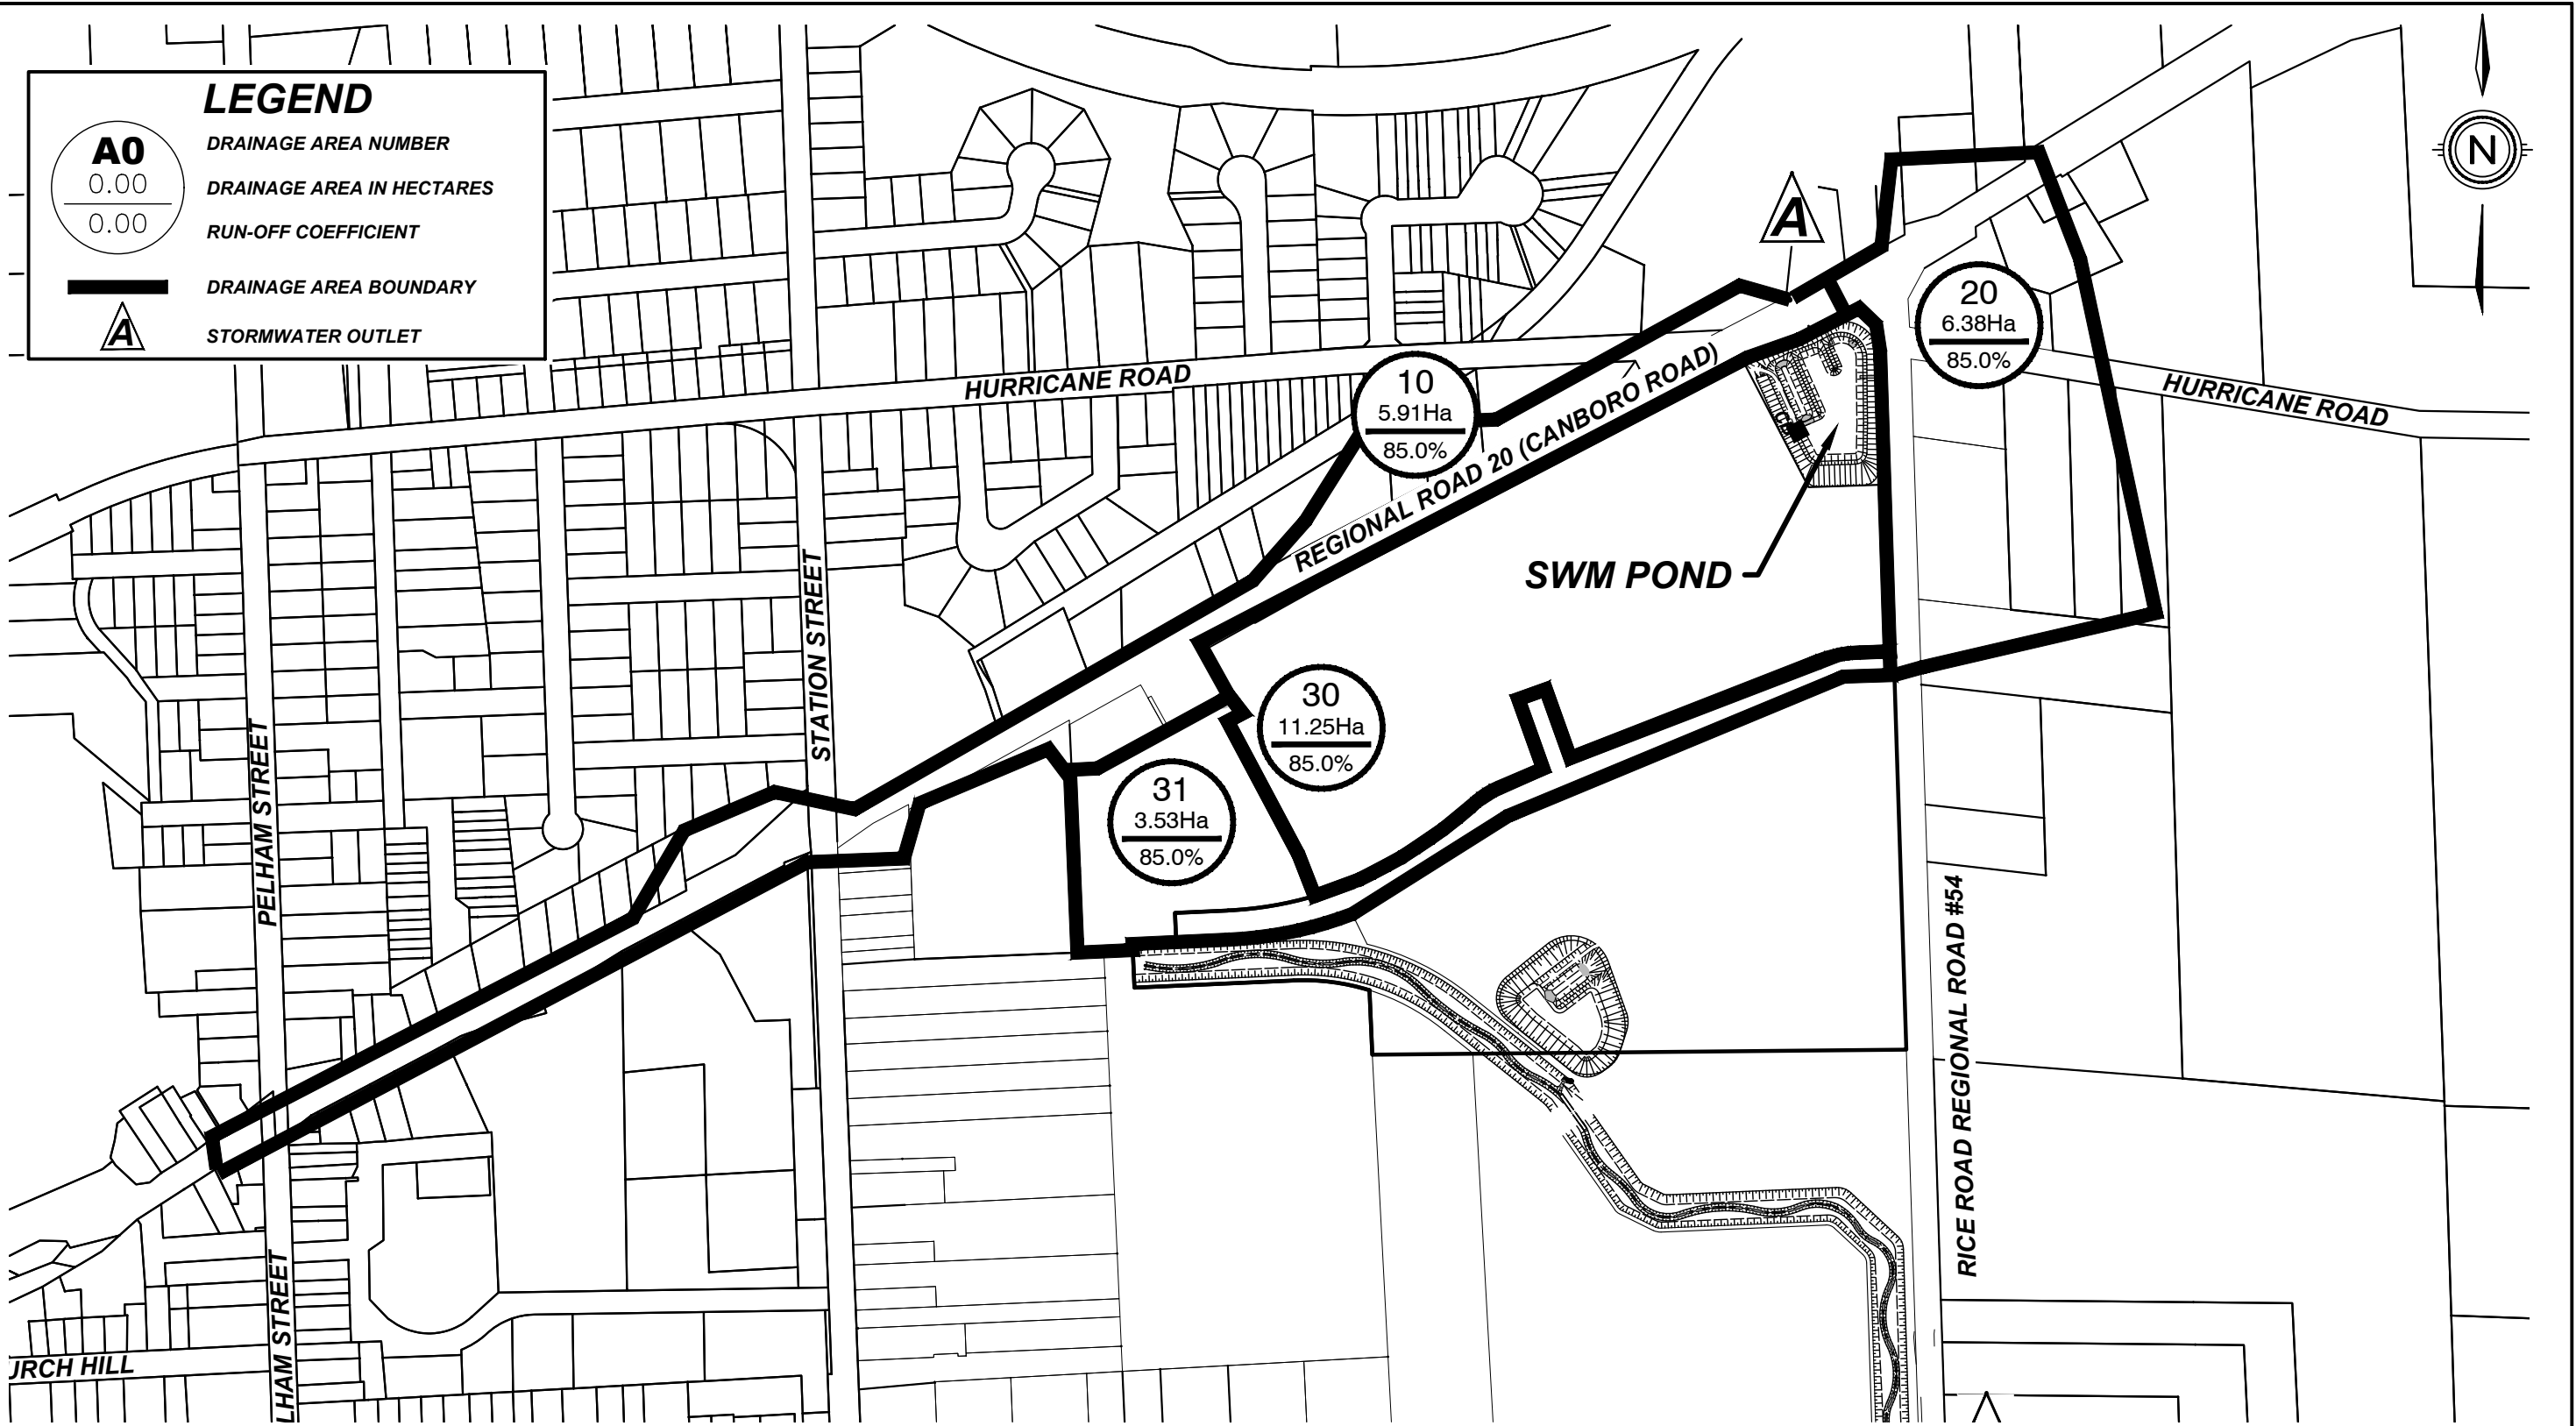 LEGEND
A0
0.00
0.00
DRAINAGE AREA NUMBER
DRAINAGE AREA IN HECTARES
RUN-OFF COEFFICIENT
DRAINAGE AREA BOUNDARY
A
STORMWATER OUTLET
N
A
20
6.38Ha
85.0%
HURRICANE ROAD
HURRICANE ROAD
10
5.91Ha
85.0%
REGIONAL ROAD 20 (CANBORO ROAD)
SWM POND
STATION STREET
30
11.25Ha
85.0%
31
3.53Ha
85.0%
PELHAM STREET
RICE ROAD REGIONAL ROAD #54
LHAM STREET
URCH HILL